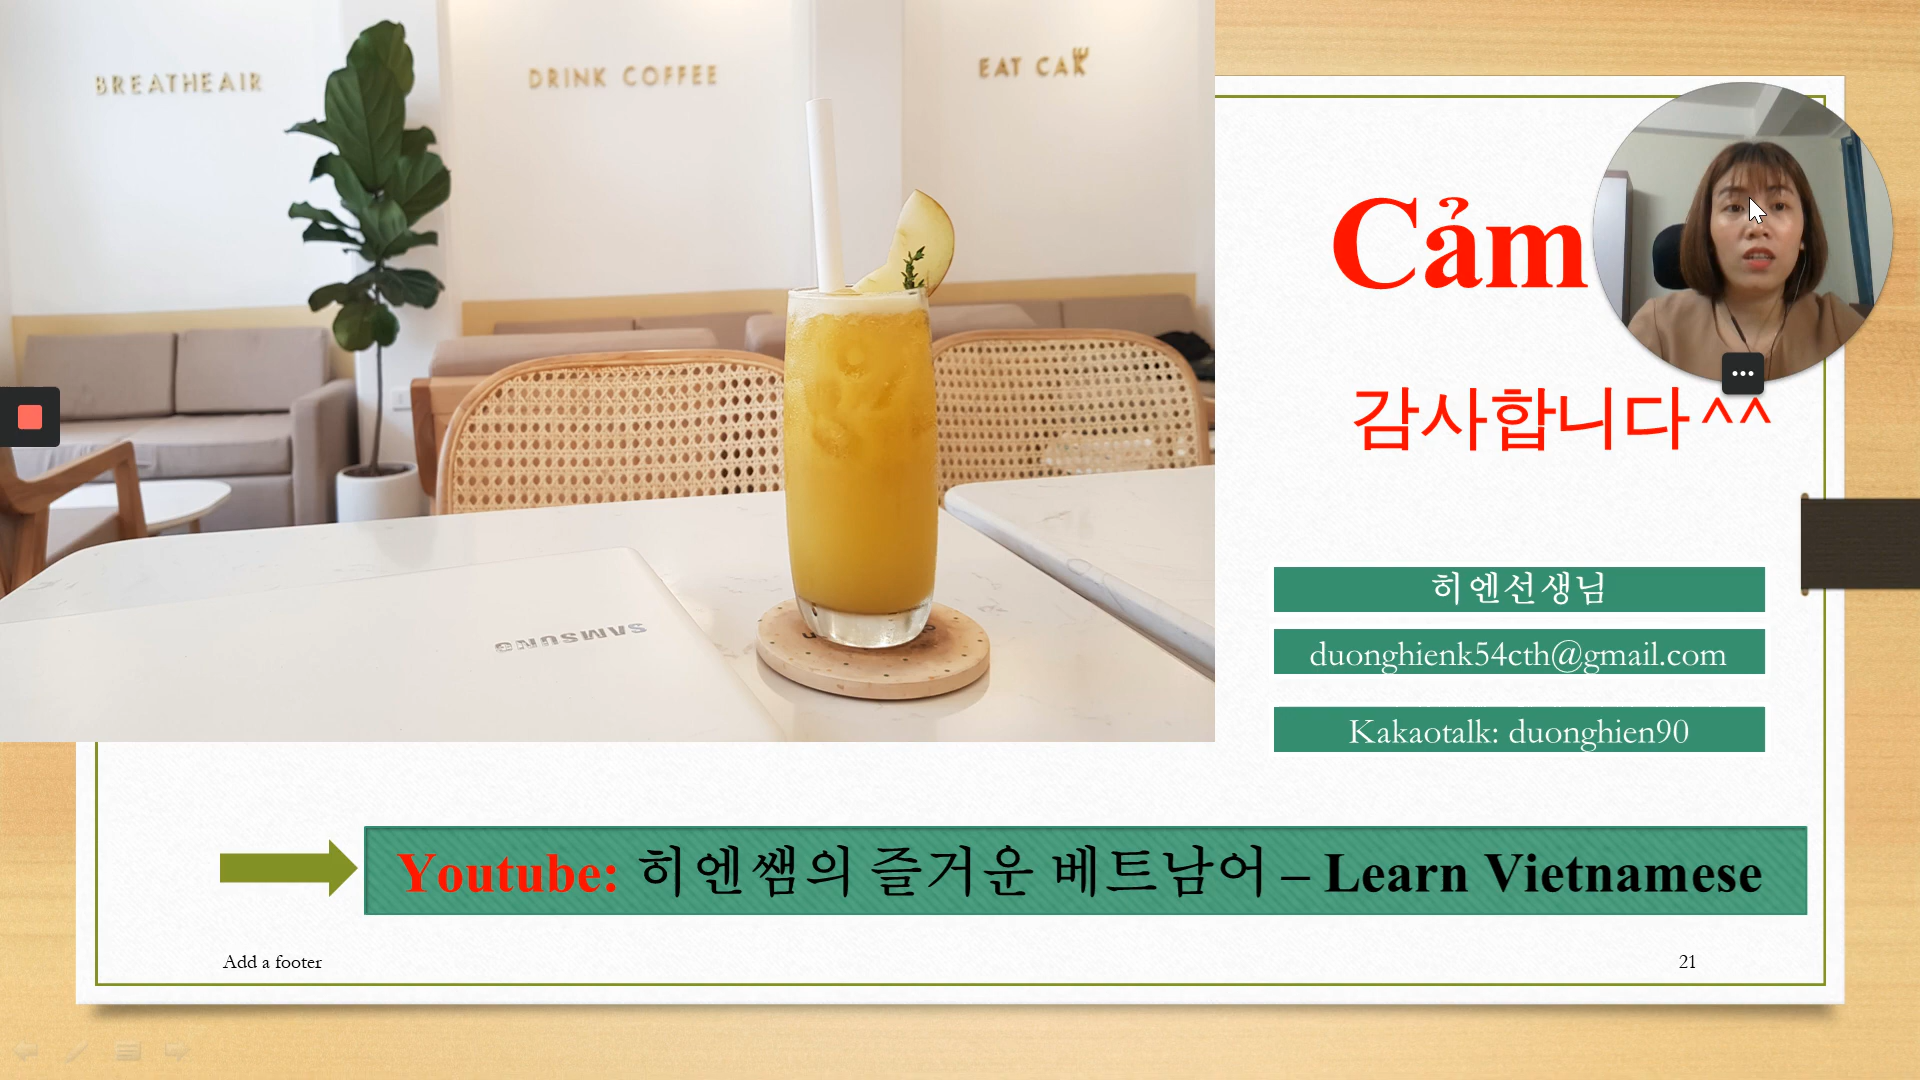 BREATHE AIR
DRINK COFFEE
EAT CAK
SAMSUNG
Cảm
감사합니다^^
히엔선생님
duonghienk54cth@gmail.com
Kakaotalk: duonghien90
Youtube: 히엔쌤의 즐거운 베트남어 – Learn Vietnamese
Add a footer
21